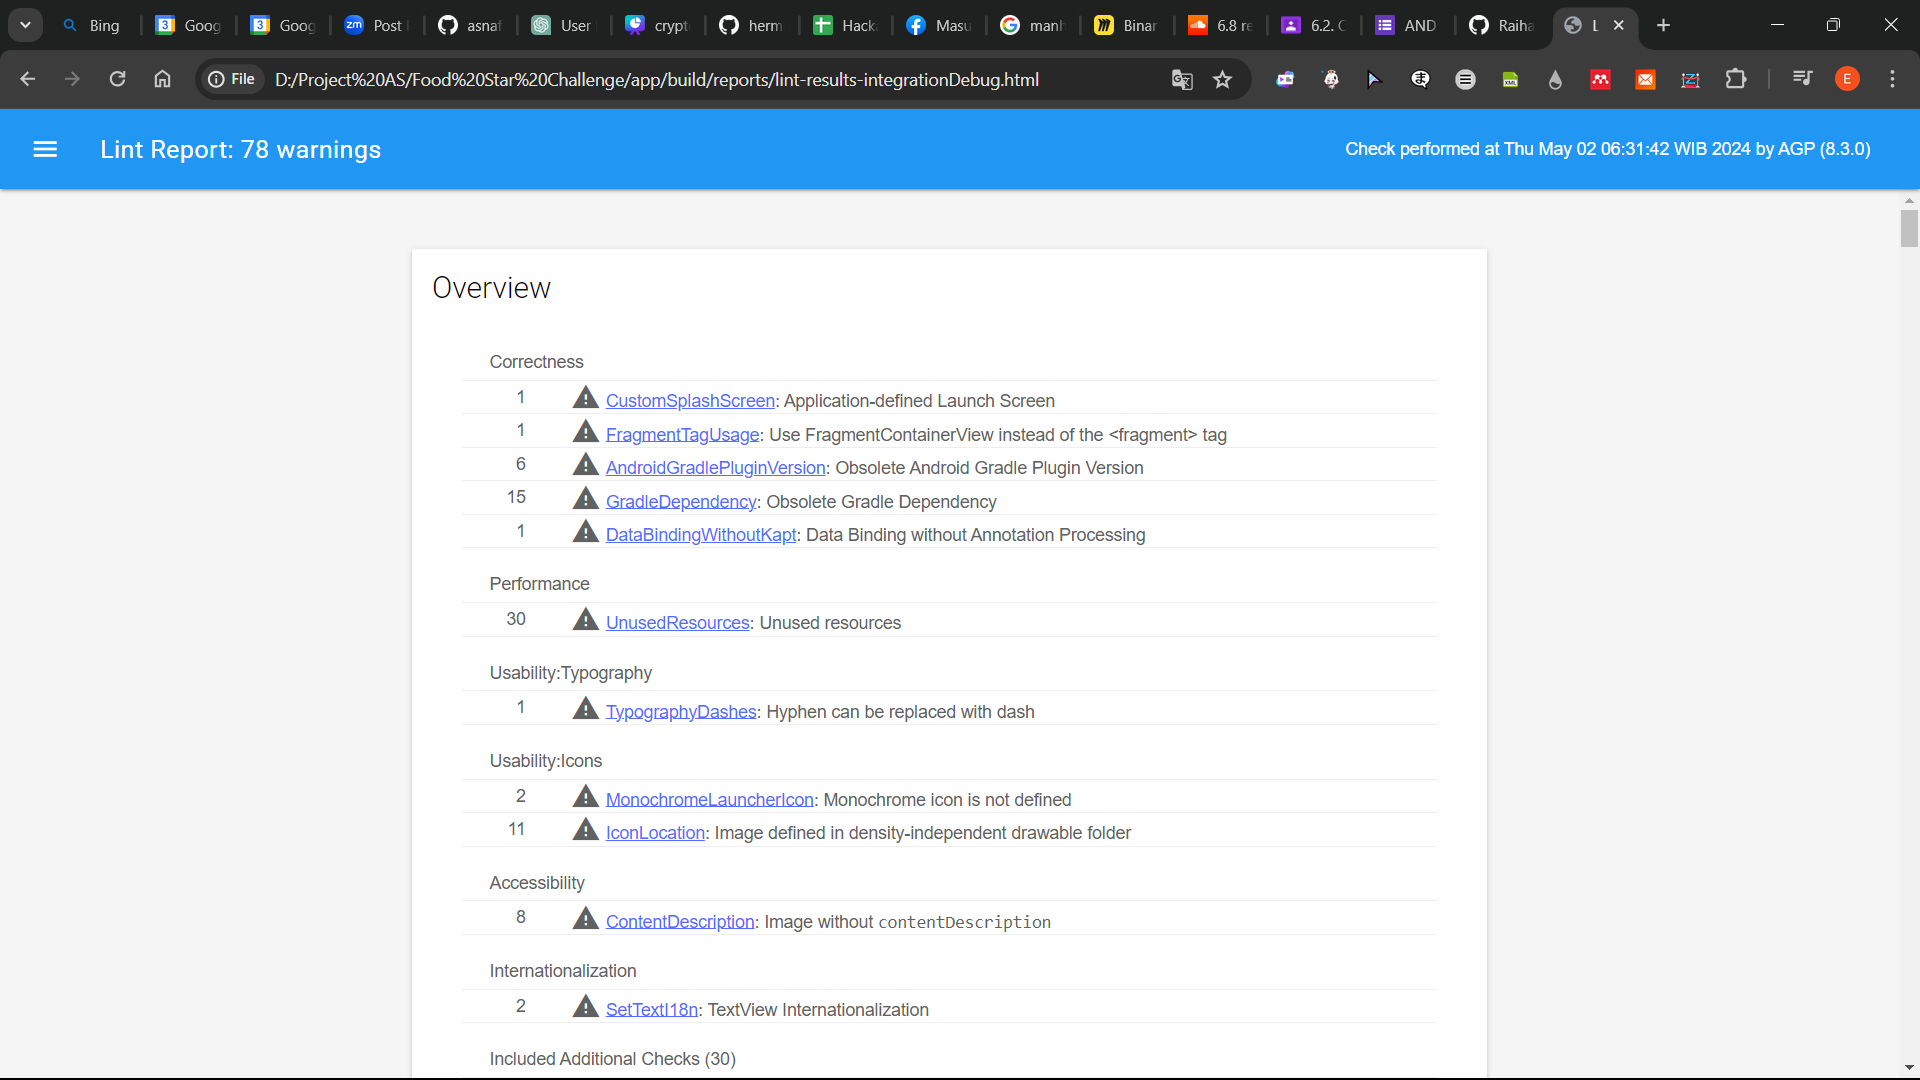 Bing
3 Goog
3 Goog
zm Post
asnaf
User
crypt
herm
Hack
Masu
manh
Binar
6.8 re
6.2. C
AND
Raiha
L
File
D:/Project%20AS/Food%20Star%20Challenge/app/build/reports/lint-results-integrationDebug.html
E
Lint Report: 78 warnings
Check performed at Thu May 02 06:31:42 WIB 2024 by AGP (8.3.0)
Overview
Correctness
1 CustomSplashScreen: Application-defined Launch Screen
1 FragmentTagUsage: Use FragmentContainerView instead of the <fragment> tag
6 AndroidGradlePluginVersion: Obsolete Android Gradle Plugin Version
15 GradleDependency: Obsolete Gradle Dependency
1 DataBindingWithoutKapt: Data Binding without Annotation Processing
Performance
30 UnusedResources: Unused resources
Usability:Typography
1 TypographyDashes: Hyphen can be replaced with dash
Usability:Icons
2 MonochromeLauncherIcon: Monochrome icon is not defined
11 IconLocation: Image defined in density-independent drawable folder
Accessibility
8 ContentDescription: Image without contentDescription
Internationalization
2 SetTextI18n: TextView Internationalization
Included Additional Checks (30)